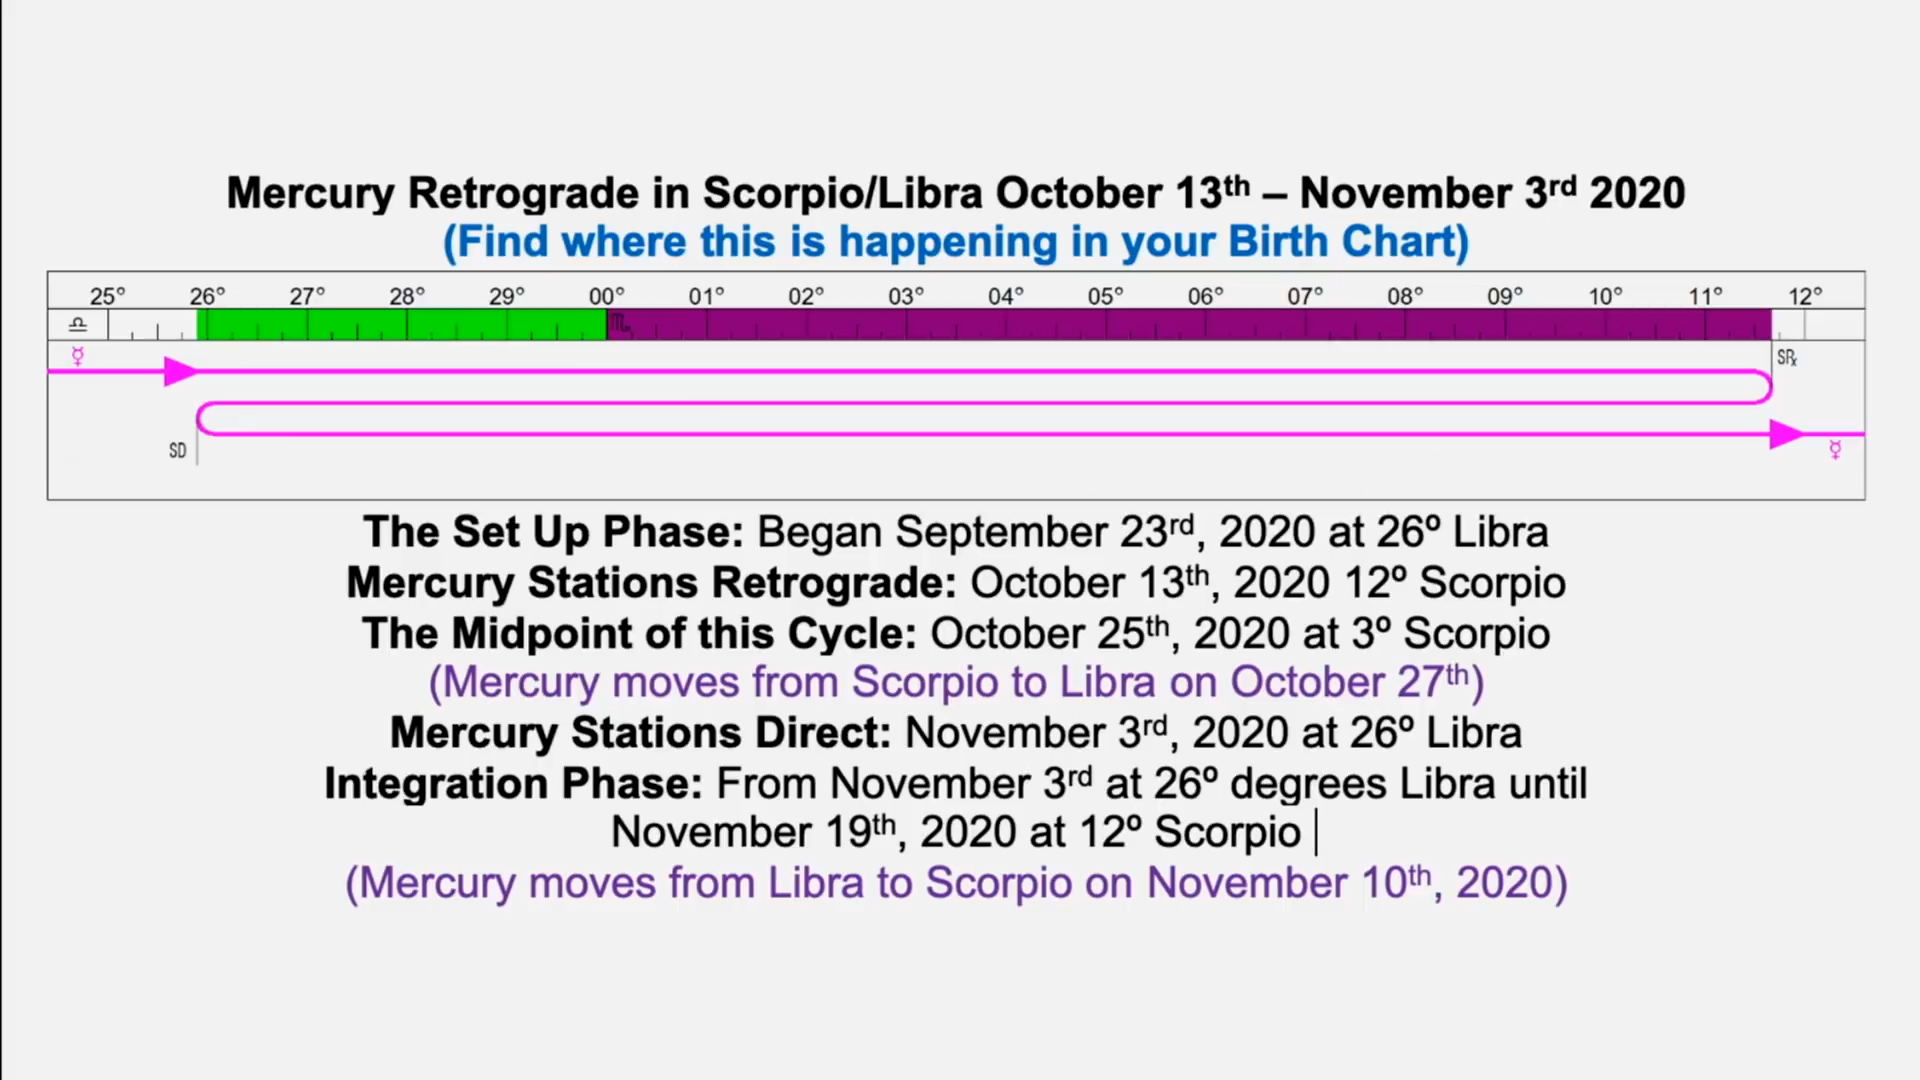 Mercury Retrograde in Scorpio/Libra October 13th – November 3rd 2020
(Find where this is happening in your Birth Chart)
25° 26° 27° 28° 29° 00° 01° 02° 03° 04° 05° 06° 07° 08° 09° 10° 11° 12°
♎ ♏
☿
SRx
SD
☿
The Set Up Phase: Began September 23rd, 2020 at 26º Libra
Mercury Stations Retrograde: October 13th, 2020 12º Scorpio
The Midpoint of this Cycle: October 25th, 2020 at 3º Scorpio
(Mercury moves from Scorpio to Libra on October 27th)
Mercury Stations Direct: November 3rd, 2020 at 26º Libra
Integration Phase: From November 3rd at 26º degrees Libra until
November 19th, 2020 at 12º Scorpio
(Mercury moves from Libra to Scorpio on November 10th, 2020)